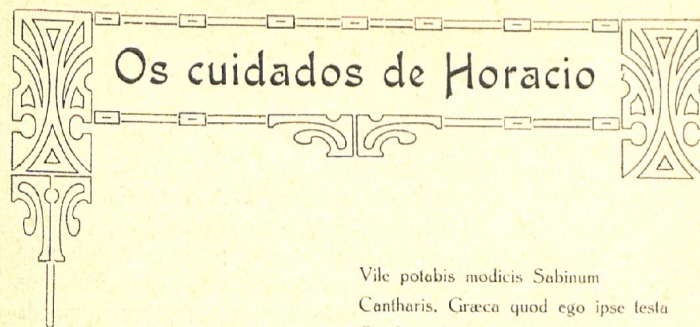 Os cuidados de Horacio
Vile potabis modicis Sabinum
Cantharis, Græca quod ego ipse testa